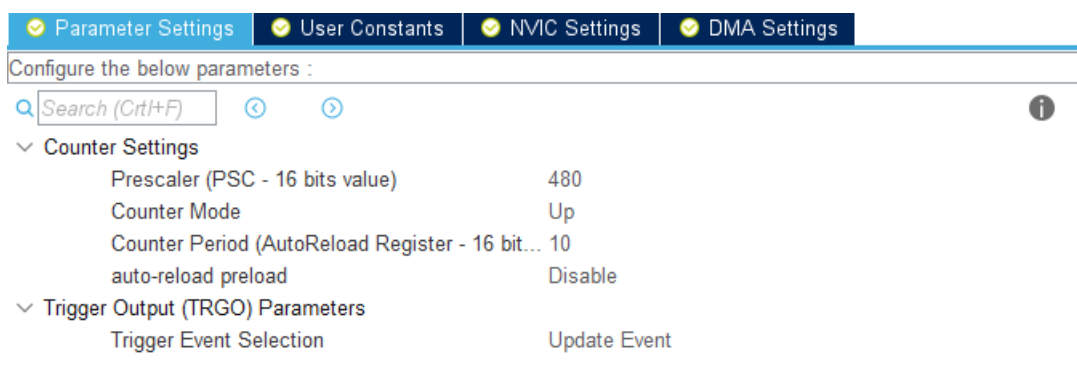 Parameter Settings User Constants NVIC Settings DMA Settings
Configure the below parameters :
Search (Crtl+F)
Counter Settings
Prescaler (PSC - 16 bits value) 480
Counter Mode Up
Counter Period (AutoReload Register - 16 bit... 10
auto-reload preload Disable
Trigger Output (TRGO) Parameters
Trigger Event Selection Update Event